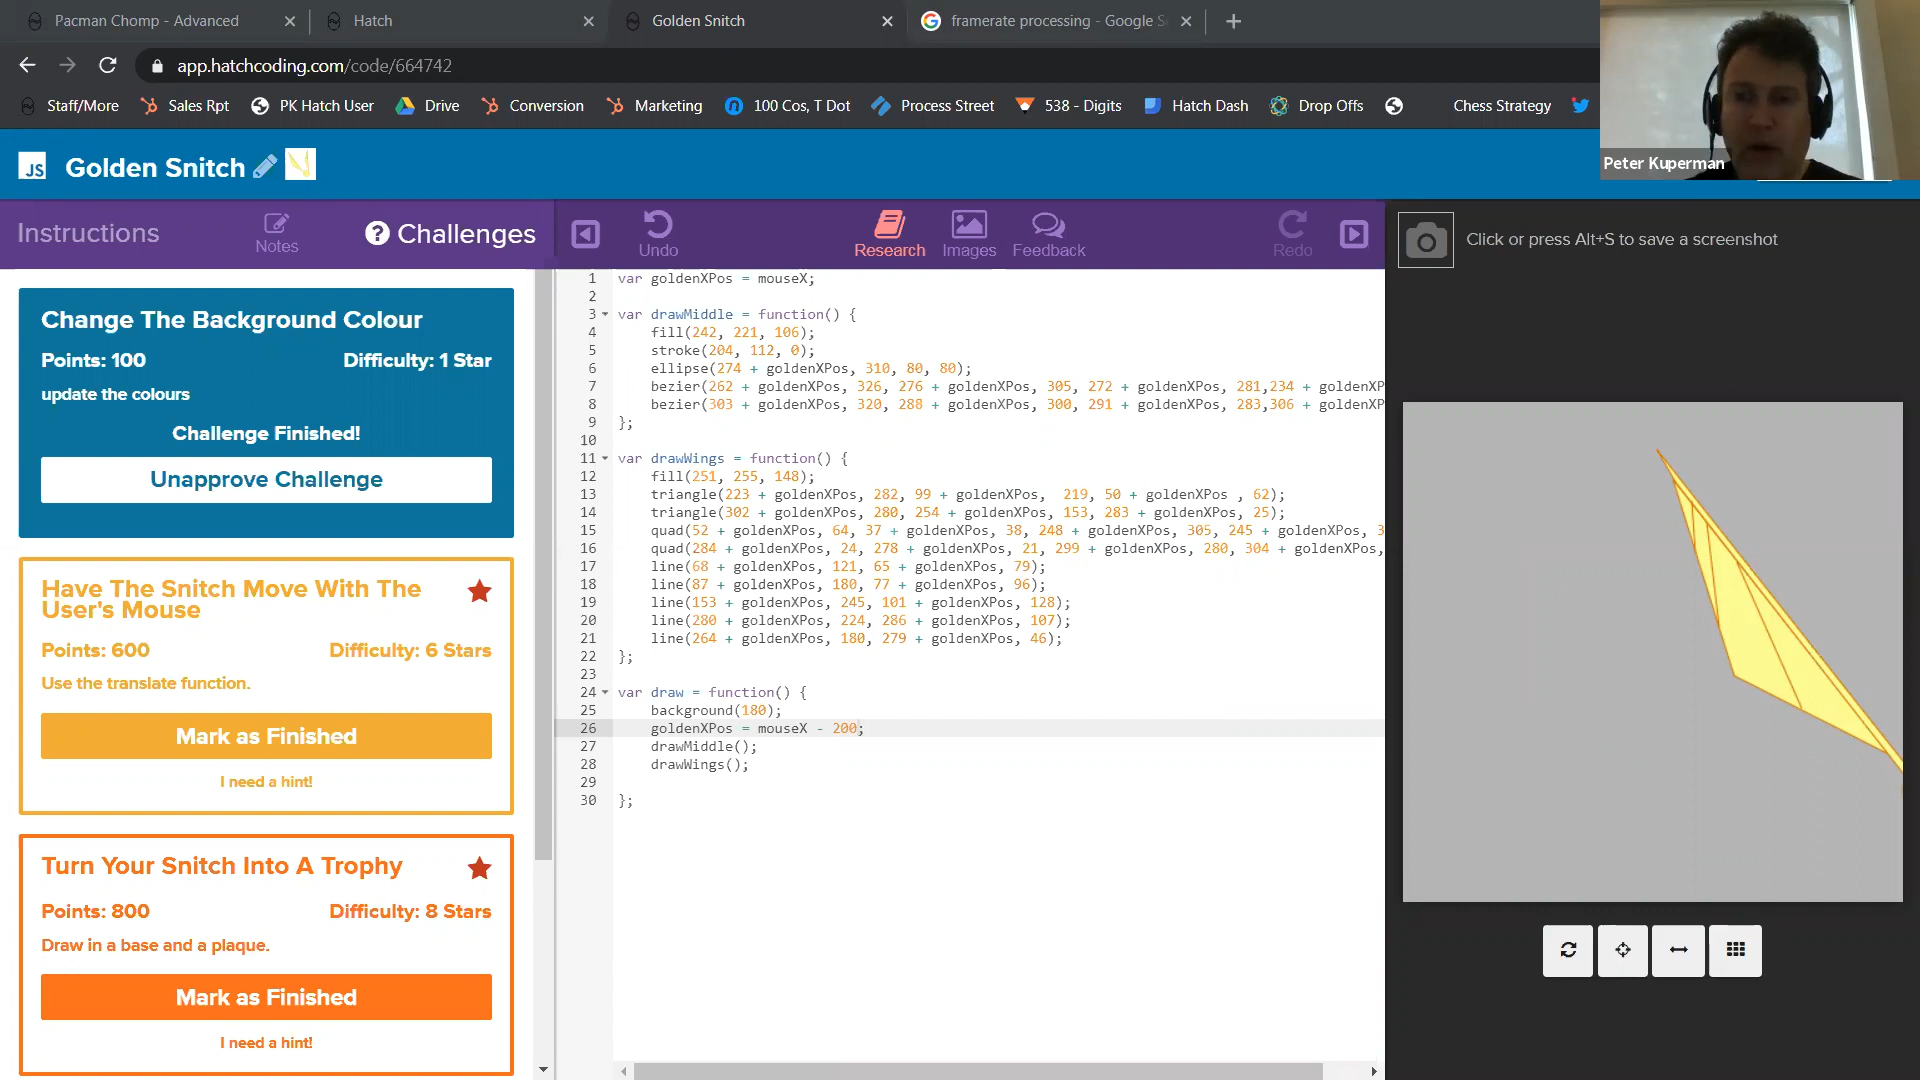 Pacman Chomp - Advanced
Hatch
Golden Snitch
framerate processing - Google S
app.hatchcoding.com/code/664742
Staff/More
Sales Rpt
PK Hatch User
Drive
Conversion
Marketing
100 Cos, T Dot
Process Street
538 - Digits
Hatch Dash
Drop Offs
Chess Strategy
Peter Kuperman
JS
Golden Snitch
Instructions
Notes
? Challenges
Undo
Research
Images
Feedback
Redo
Click or press Alt+S to save a screenshot
Change The Background Colour
Points: 100
Difficulty: 1 Star
update the colours
Challenge Finished!
Unapprove Challenge
Have The Snitch Move With The
User's Mouse
Points: 600
Difficulty: 6 Stars
Use the translate function.
Mark as Finished
I need a hint!
Turn Your Snitch Into A Trophy
Points: 800
Difficulty: 8 Stars
Draw in a base and a plaque.
Mark as Finished
I need a hint!
1 var goldenXPos = mouseX;
2
3 var drawMiddle = function() {
4 fill(242, 221, 106);
5 stroke(204, 112, 0);
6 ellipse(274 + goldenXPos, 310, 80, 80);
7 bezier(262 + goldenXPos, 326, 276 + goldenXPos, 305, 272 + goldenXPos, 281,234 + goldenXP
8 bezier(303 + goldenXPos, 320, 288 + goldenXPos, 300, 291 + goldenXPos, 283,306 + goldenXP
9 };
10
11 var drawWings = function() {
12 fill(251, 255, 148);
13 triangle(223 + goldenXPos, 282, 99 + goldenXPos, 219, 50 + goldenXPos , 62);
14 triangle(302 + goldenXPos, 280, 254 + goldenXPos, 153, 283 + goldenXPos, 25);
15 quad(52 + goldenXPos, 64, 37 + goldenXPos, 38, 248 + goldenXPos, 305, 245 + goldenXPos, 3
16 quad(284 + goldenXPos, 24, 278 + goldenXPos, 21, 299 + goldenXPos, 280, 304 + goldenXPos,
17 line(68 + goldenXPos, 121, 65 + goldenXPos, 79);
18 line(87 + goldenXPos, 180, 77 + goldenXPos, 96);
19 line(153 + goldenXPos, 245, 101 + goldenXPos, 128);
20 line(280 + goldenXPos, 224, 286 + goldenXPos, 107);
21 line(264 + goldenXPos, 180, 279 + goldenXPos, 46);
22 };
23
24 var draw = function() {
25 background(180);
26 goldenXPos = mouseX - 200;
27 drawMiddle();
28 drawWings();
29
30 };